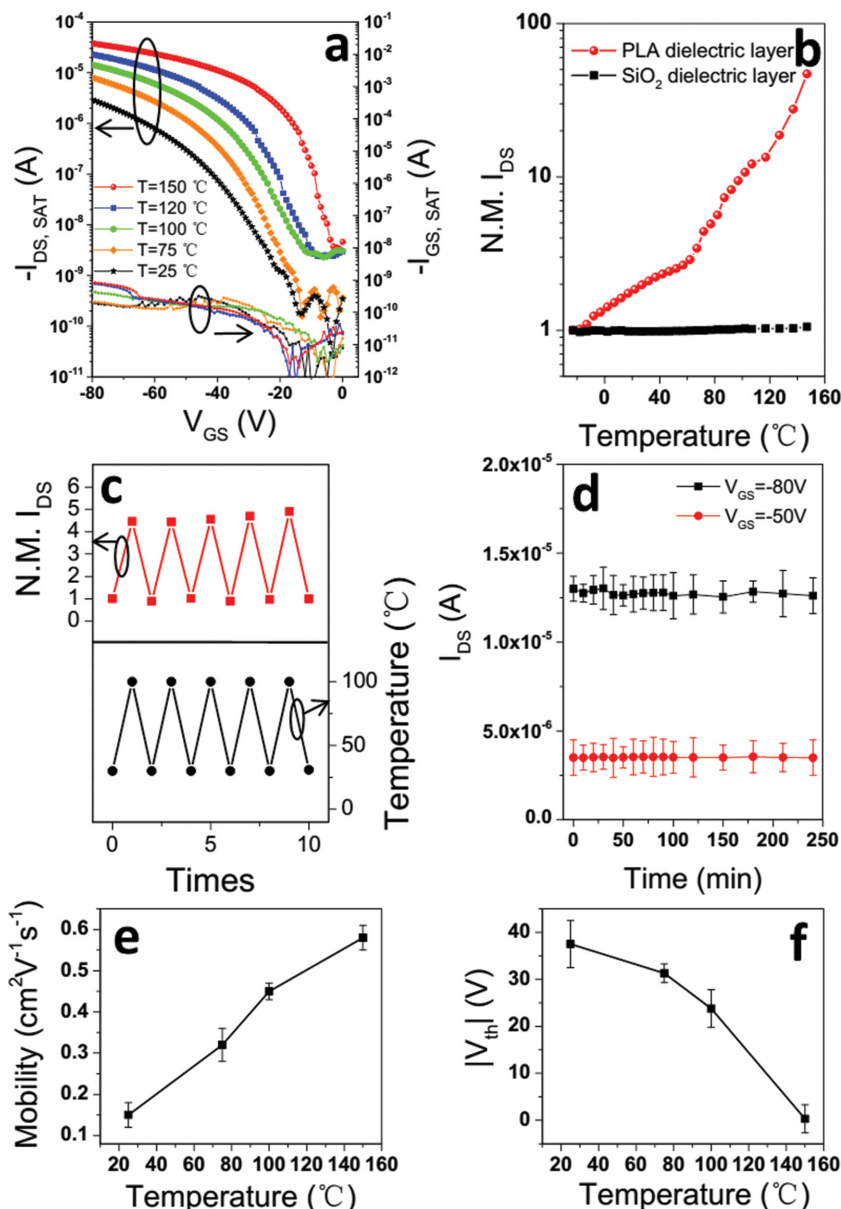 a
-I_DS, SAT (A)
10^-4
10^-5
10^-6
10^-7
10^-8
10^-9
10^-10
10^-11
10^-1
10^-2
10^-3
10^-4
10^-5
10^-6
10^-7
10^-8
10^-9
10^-10
10^-11
10^-12
-I_GS, SAT (A)
T=150 ℃
T=120 ℃
T=100 ℃
T=75 ℃
T=25 ℃
-80 -60 -40 -20 0
V_GS (V)
b
N.M. I_DS
100
10
1
PLA dielectric layer
SiO₂ dielectric layer
0 40 80 120 160
Temperature (℃)
c
N.M. I_DS
6
5
4
3
2
1
0
100
50
0
Temperature (℃)
0 5 10
Times
d
I_DS (A)
2.0x10^-5
1.5x10^-5
1.0x10^-5
5.0x10^-6
0.0
V_GS=-80V
V_GS=-50V
0 50 100 150 200 250
Time (min)
e
Mobility (cm²V⁻¹s⁻¹)
0.6
0.5
0.4
0.3
0.2
0.1
20 40 60 80 100 120 140 160
Temperature (℃)
f
|V_th| (V)
40
30
20
10
0
20 40 60 80 100 120 140 160
Temperature (℃)